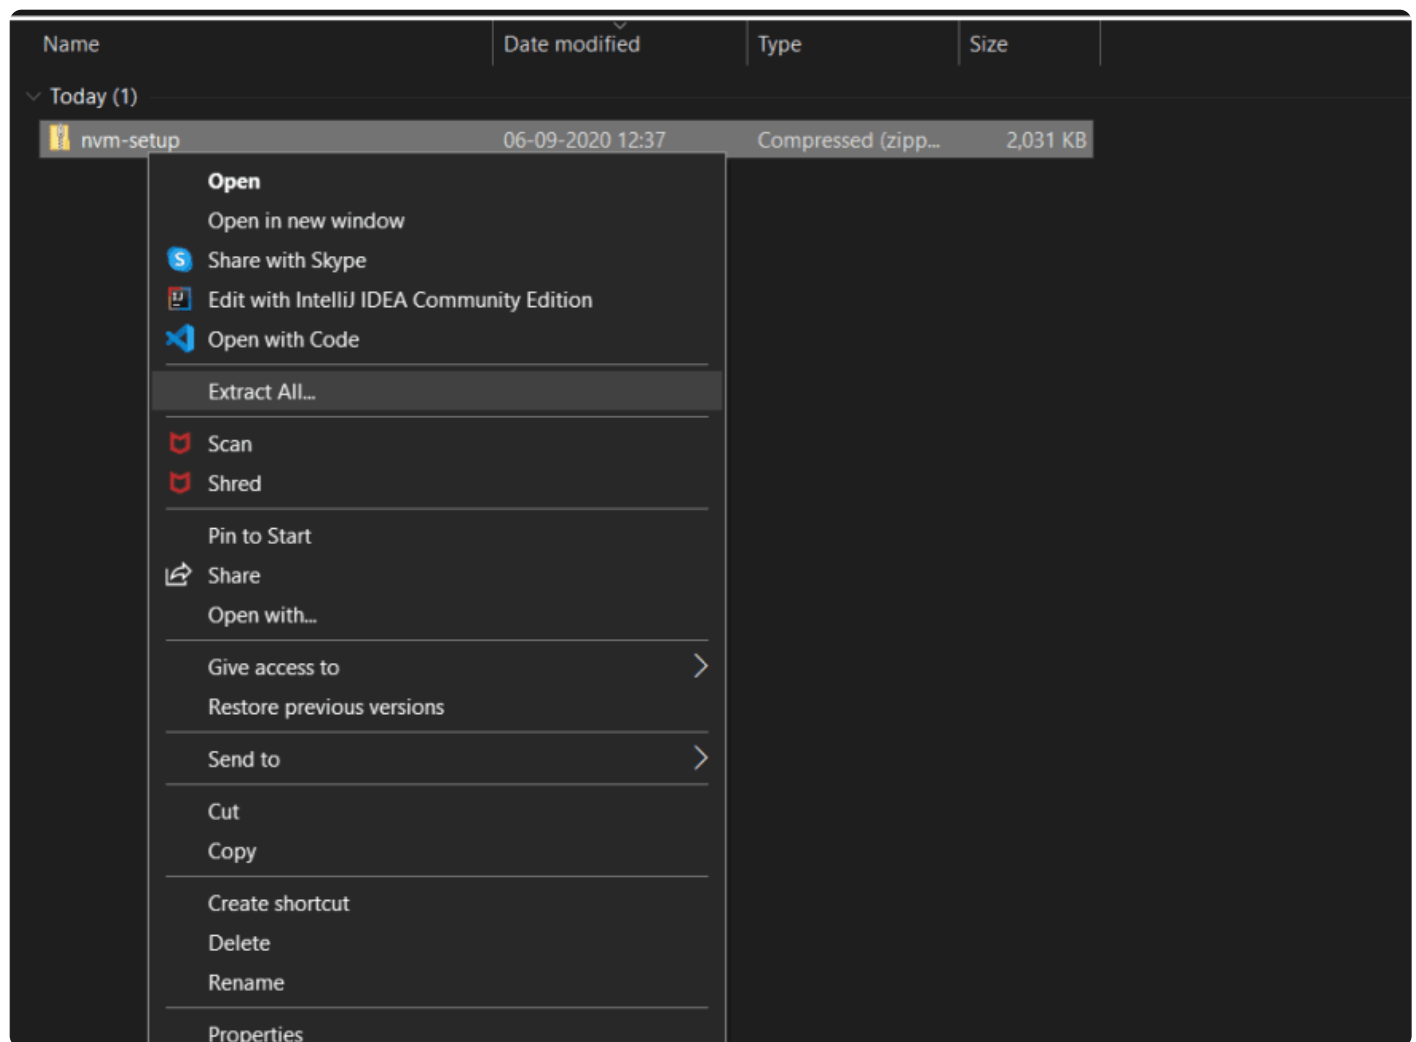 Name Date modified Type Size
Today (1)
nvm-setup 06-09-2020 12:37 Compressed (zipp... 2,031 KB
Open
Open in new window
Share with Skype
Edit with IntelliJ IDEA Community Edition
Open with Code
Extract All...
Scan
Shred
Pin to Start
Share
Open with...
Give access to
Restore previous versions
Send to
Cut
Copy
Create shortcut
Delete
Rename
Properties